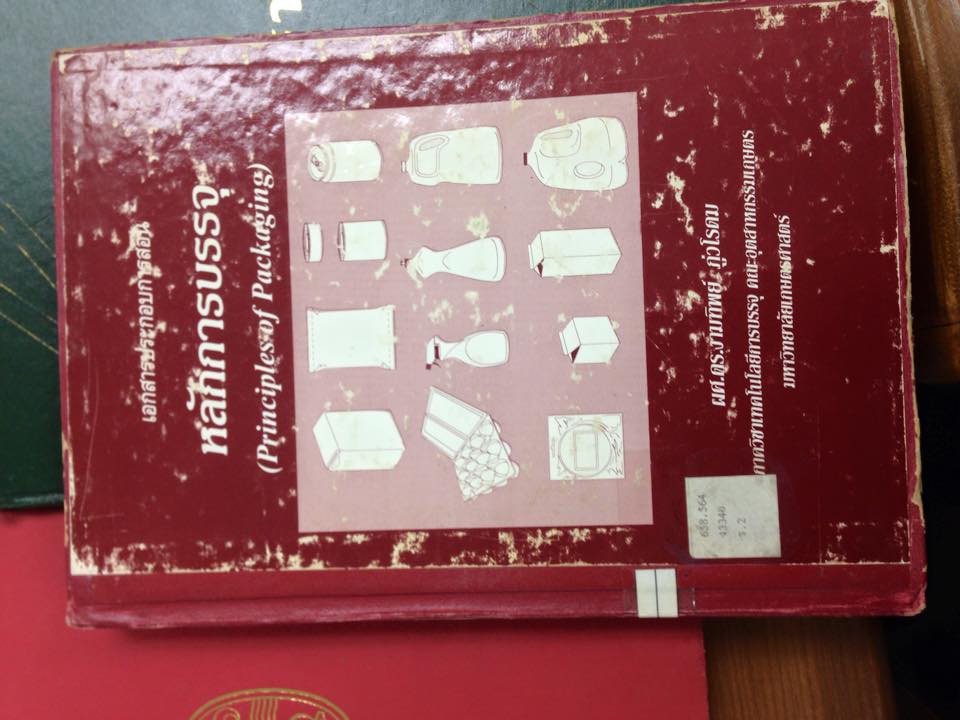 เอกสารประกอบการสอน
หลักการบรรจุ
(Principles of Packaging)
ผศ.ดร.งามทิพย์ ภู่วโรดม
ภาควิชาเทคโนโลยีการบรรจุ คณะอุตสาหกรรมเกษตร
มหาวิทยาลัยเกษตรศาสตร์
658.564
ฉ.2